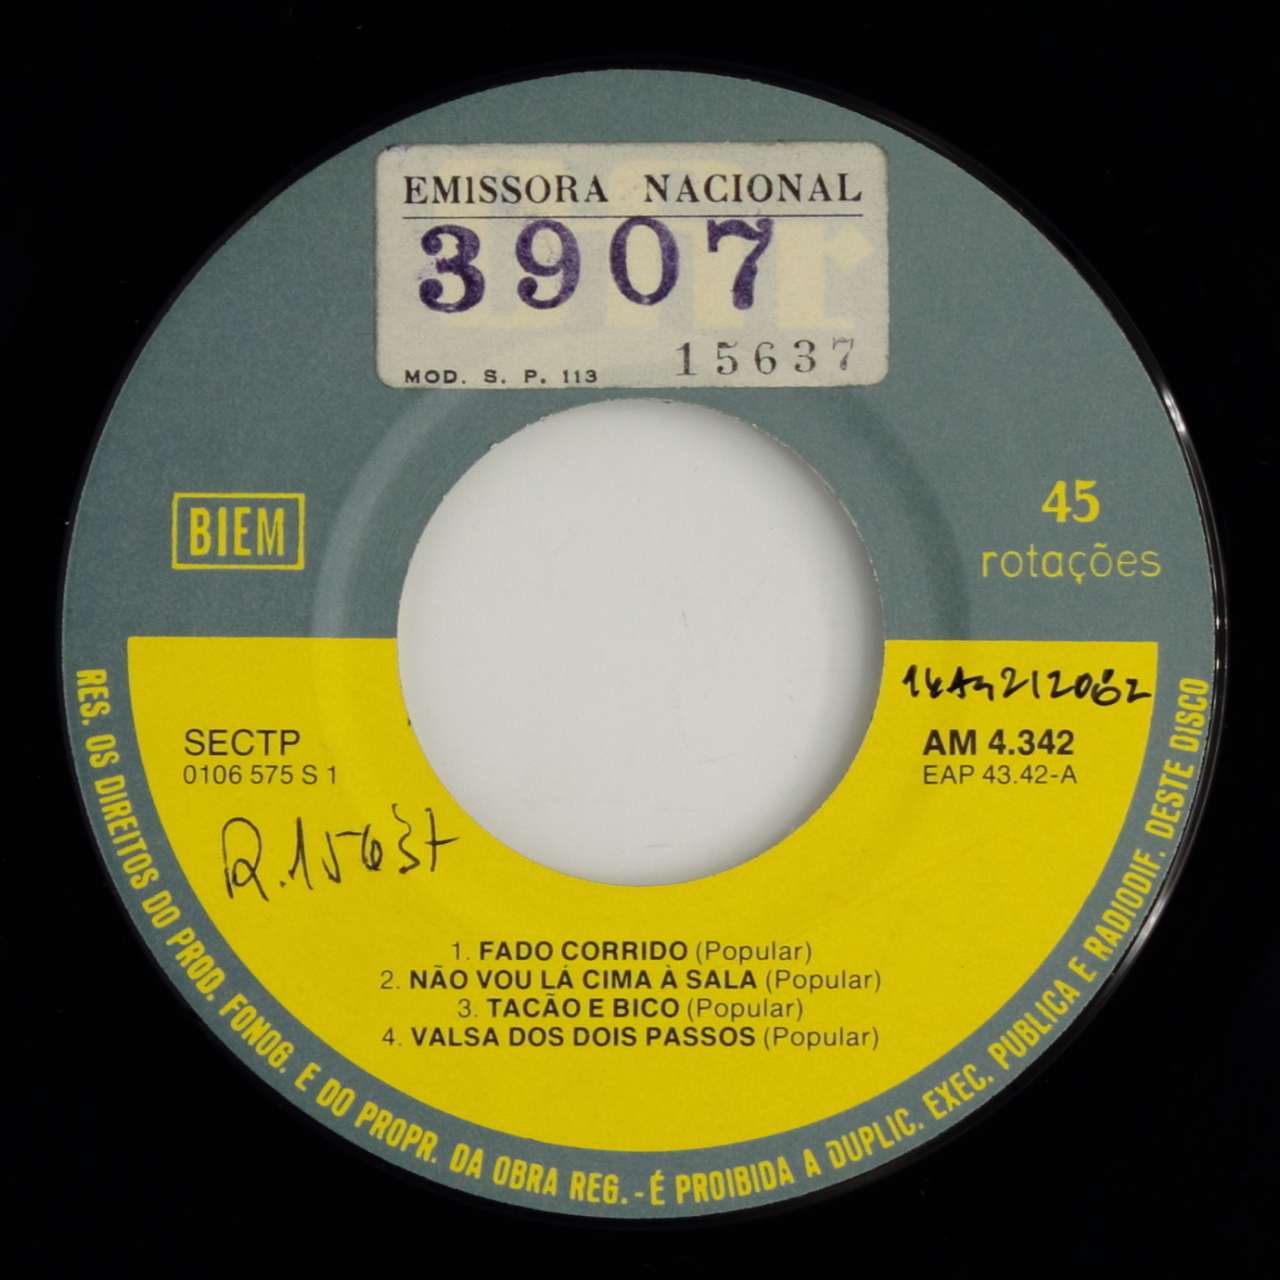 EMISSORA NACIONAL
3907
15637
MOD. S. P. 113
BIEM
45
rotações
SECTP
0106 575 S 1
AM 4.342
EAP 43.42-A
R.15637
1. FADO CORRIDO (Popular)
2. NÃO VOU LÁ CIMA À SALA (Popular)
3. TACÃO E BICO (Popular)
4. VALSA DOS DOIS PASSOS (Popular)
RES. OS DIREITOS DO PROD. FONOG. E DO PROPR. DA OBRA REG. - É PROIBIDA A DUPLIC. EXEC. PUBLICA E RADIODIF. DESTE DISCO